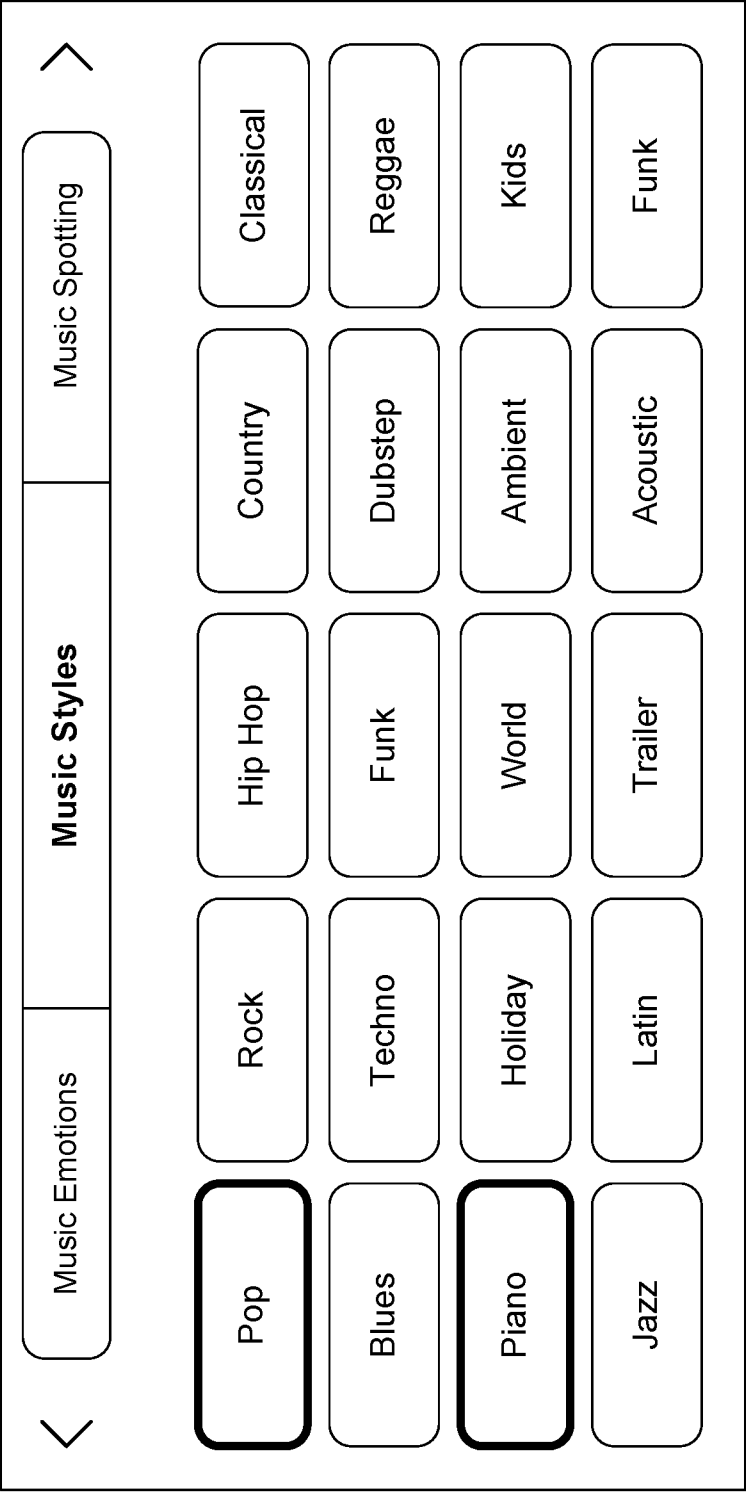 Music Emotions
Music Styles
Music Spotting
Pop
Rock
Hip Hop
Country
Classical
Blues
Techno
Funk
Dubstep
Reggae
Piano
Holiday
World
Ambient
Kids
Jazz
Latin
Trailer
Acoustic
Funk